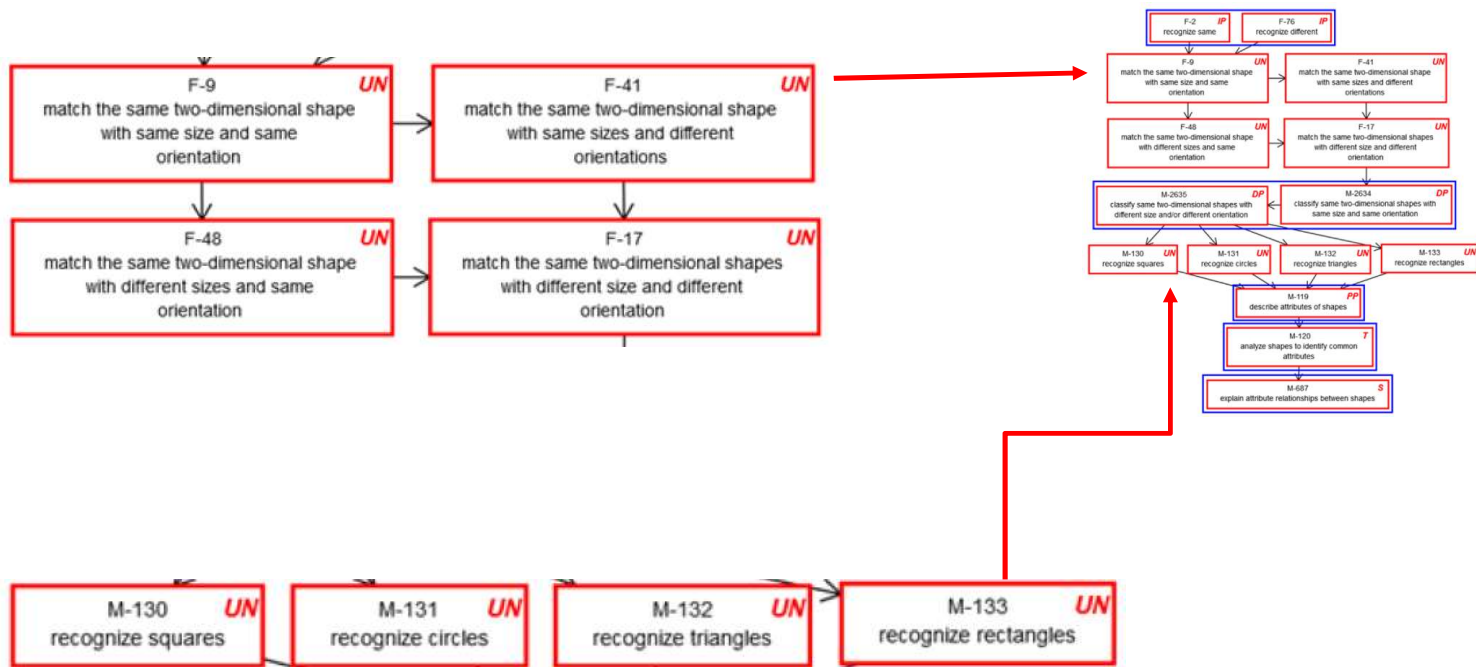 F-9 UN
match the same two-dimensional shape
with same size and same
orientation
F-41 UN
match the same two-dimensional shape
with same sizes and different
orientations
F-48 UN
match the same two-dimensional shape
with different sizes and same
orientation
F-17 UN
match the same two-dimensional shapes
with different size and different
orientation
F-2 IP
recognize same
F-76 IP
recognize different
F-9 UN
match the same two-dimensional shape
with same size and same
orientation
F-41 UN
match the same two-dimensional shape
with same sizes and different
orientations
F-48 UN
match the same two-dimensional shape
with different sizes and same
orientation
F-17 UN
match the same two-dimensional shapes
with different size and different
orientation
M-2635 DP
classify same two-dimensional shapes with
different size and/or different orientation
M-2634 DP
classify same two-dimensional shapes with
same size and same orientation
M-130 UN
recognize squares
M-131 UN
recognize circles
M-132 UN
recognize triangles
M-133 UN
recognize rectangles
M-119 PP
describe attributes of shapes
M-120 T
analyze shapes to identify common
attributes
M-687 S
explain attribute relationships between shapes
M-130 UN
recognize squares
M-131 UN
recognize circles
M-132 UN
recognize triangles
M-133 UN
recognize rectangles